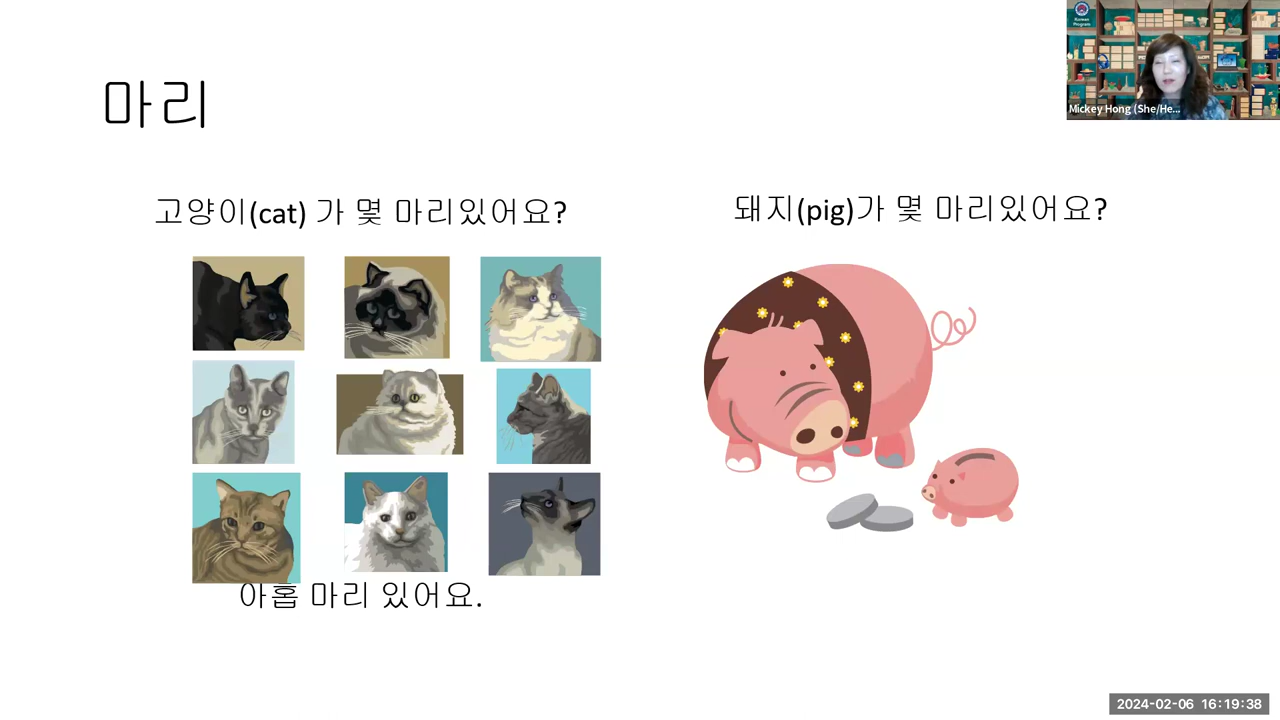 마리
고양이(cat) 가 몇 마리있어요?
돼지(pig)가 몇 마리있어요?
아홉 마리 있어요.
Korean
Program
Mickey Hong (She/He...
2024-02-06 16:19:38